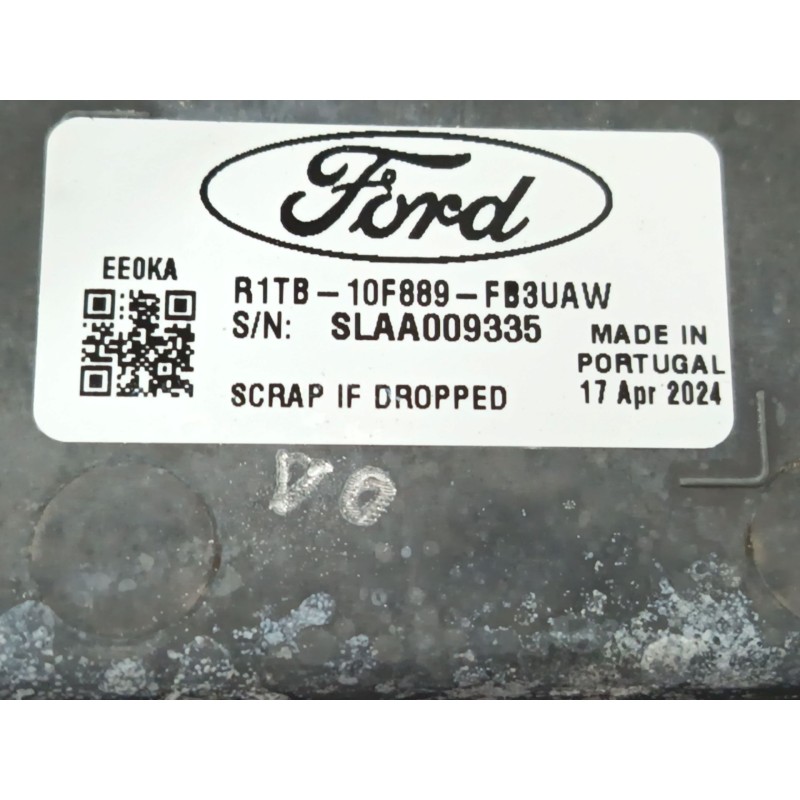 Ford
EE0KA
R1TB-10F889-FB3UAW
S/N: SLAA009335
MADE IN
PORTUGAL
SCRAP IF DROPPED
17 Apr 2024